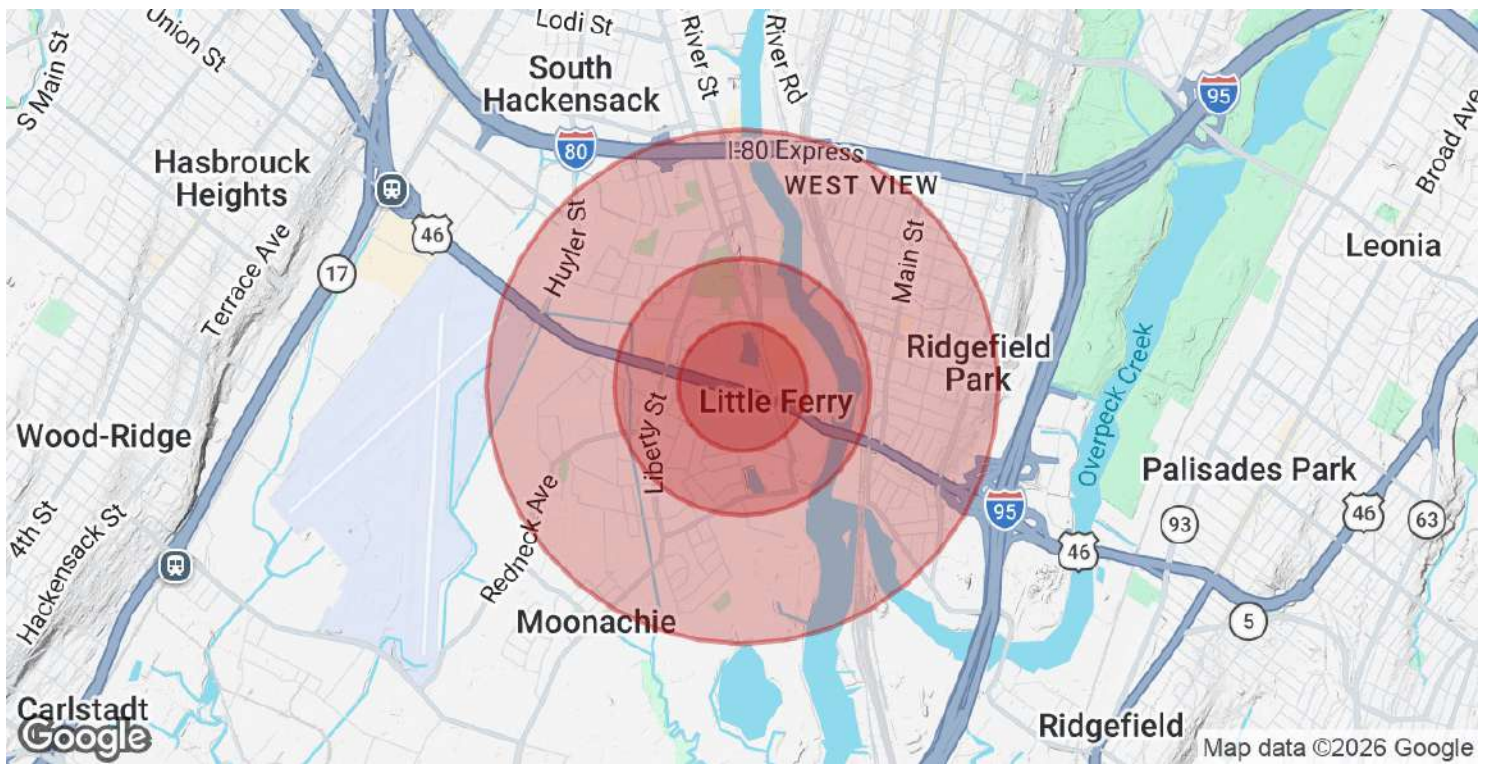 Lodi St
Union St
River St
River Rd
S Main St
South
Hackensack
95
Broad Ave
80
I-80 Express
Hasbrouck
Heights
WEST VIEW
46
Huyler St
Main St
Leonia
17
Terrace Ave
Ridgefield
Park
Overpeck Creek
Little Ferry
Liberty St
Wood-Ridge
Palisades Park
95
93
46
63
4th St
Hackensack St
Redneck Ave
46
Moonachie
5
Carlstadt
Google
Ridgefield
Map data ©2026 Google